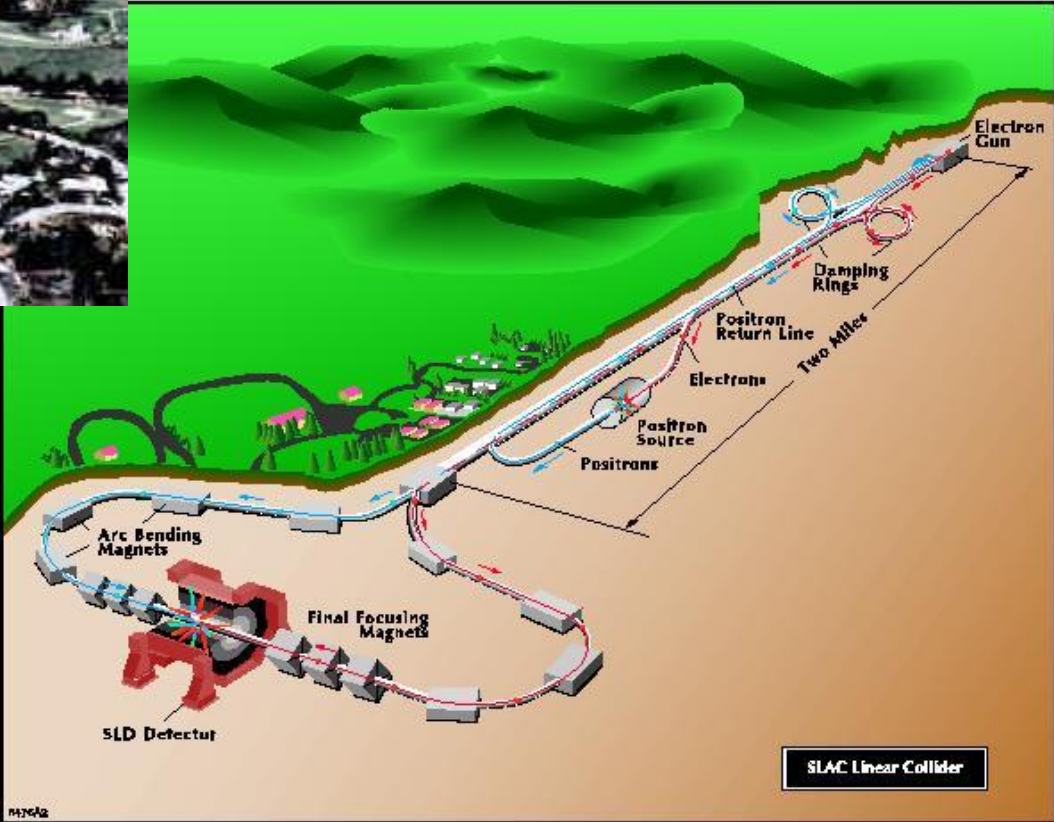 Electron
Gun
Damping
Rings
Positron
Return Line
Two Miles
Electrons
Positron
Source
Positrons
Arc Bending
Magnets
Final Focusing
Magnets
SLD Detector
SLAC Linear Collider